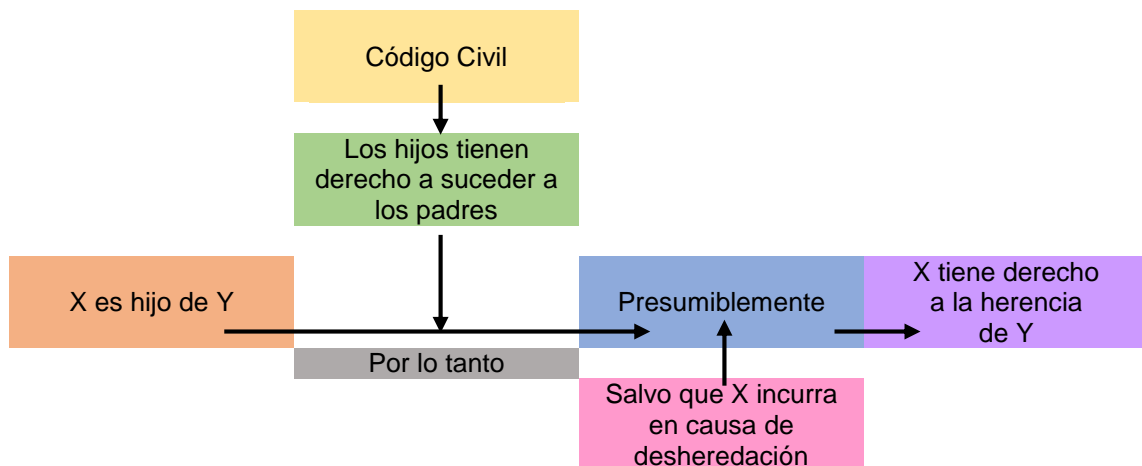 Código Civil
Los hijos tienen
derecho a suceder a
los padres
X es hijo de Y
Presumiblemente
X tiene derecho
a la herencia
de Y
Por lo tanto
Salvo que X incurra
en causa de
desheredación